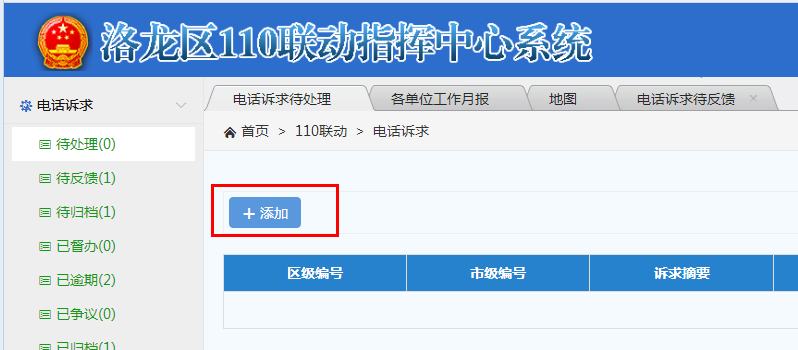 洛龙区110联动指挥中心系统
电话诉求
电话诉求待处理 各单位工作月报 地图 电话诉求待反馈 ×
首页 > 110联动 > 电话诉求
待处理(0)
待反馈(1)
待归档(1)
已督办(0)
已逾期(2)
已争议(0)
已归档(1)
+ 添加
区级编号 市级编号 诉求摘要